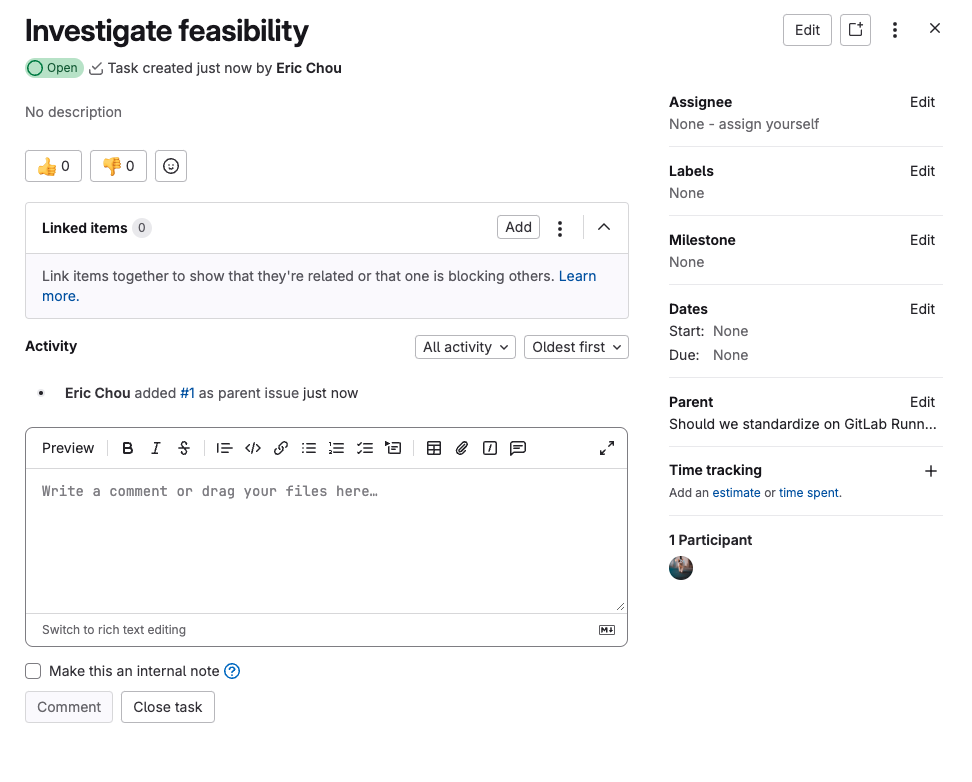 Investigate feasibility
Edit
Open Task created just now by Eric Chou
No description
👍 0 👎 0
Linked items 0 Add
Link items together to show that they're related or that one is blocking others. Learn
more.
Activity All activity Oldest first
Eric Chou added #1 as parent issue just now
Preview
Write a comment or drag your files here…
Switch to rich text editing
Make this an internal note
Comment Close task
Assignee Edit
None - assign yourself
Labels Edit
None
Milestone Edit
None
Dates Edit
Start: None
Due: None
Parent Edit
Should we standardize on GitLab Runn...
Time tracking
Add an estimate or time spent.
1 Participant